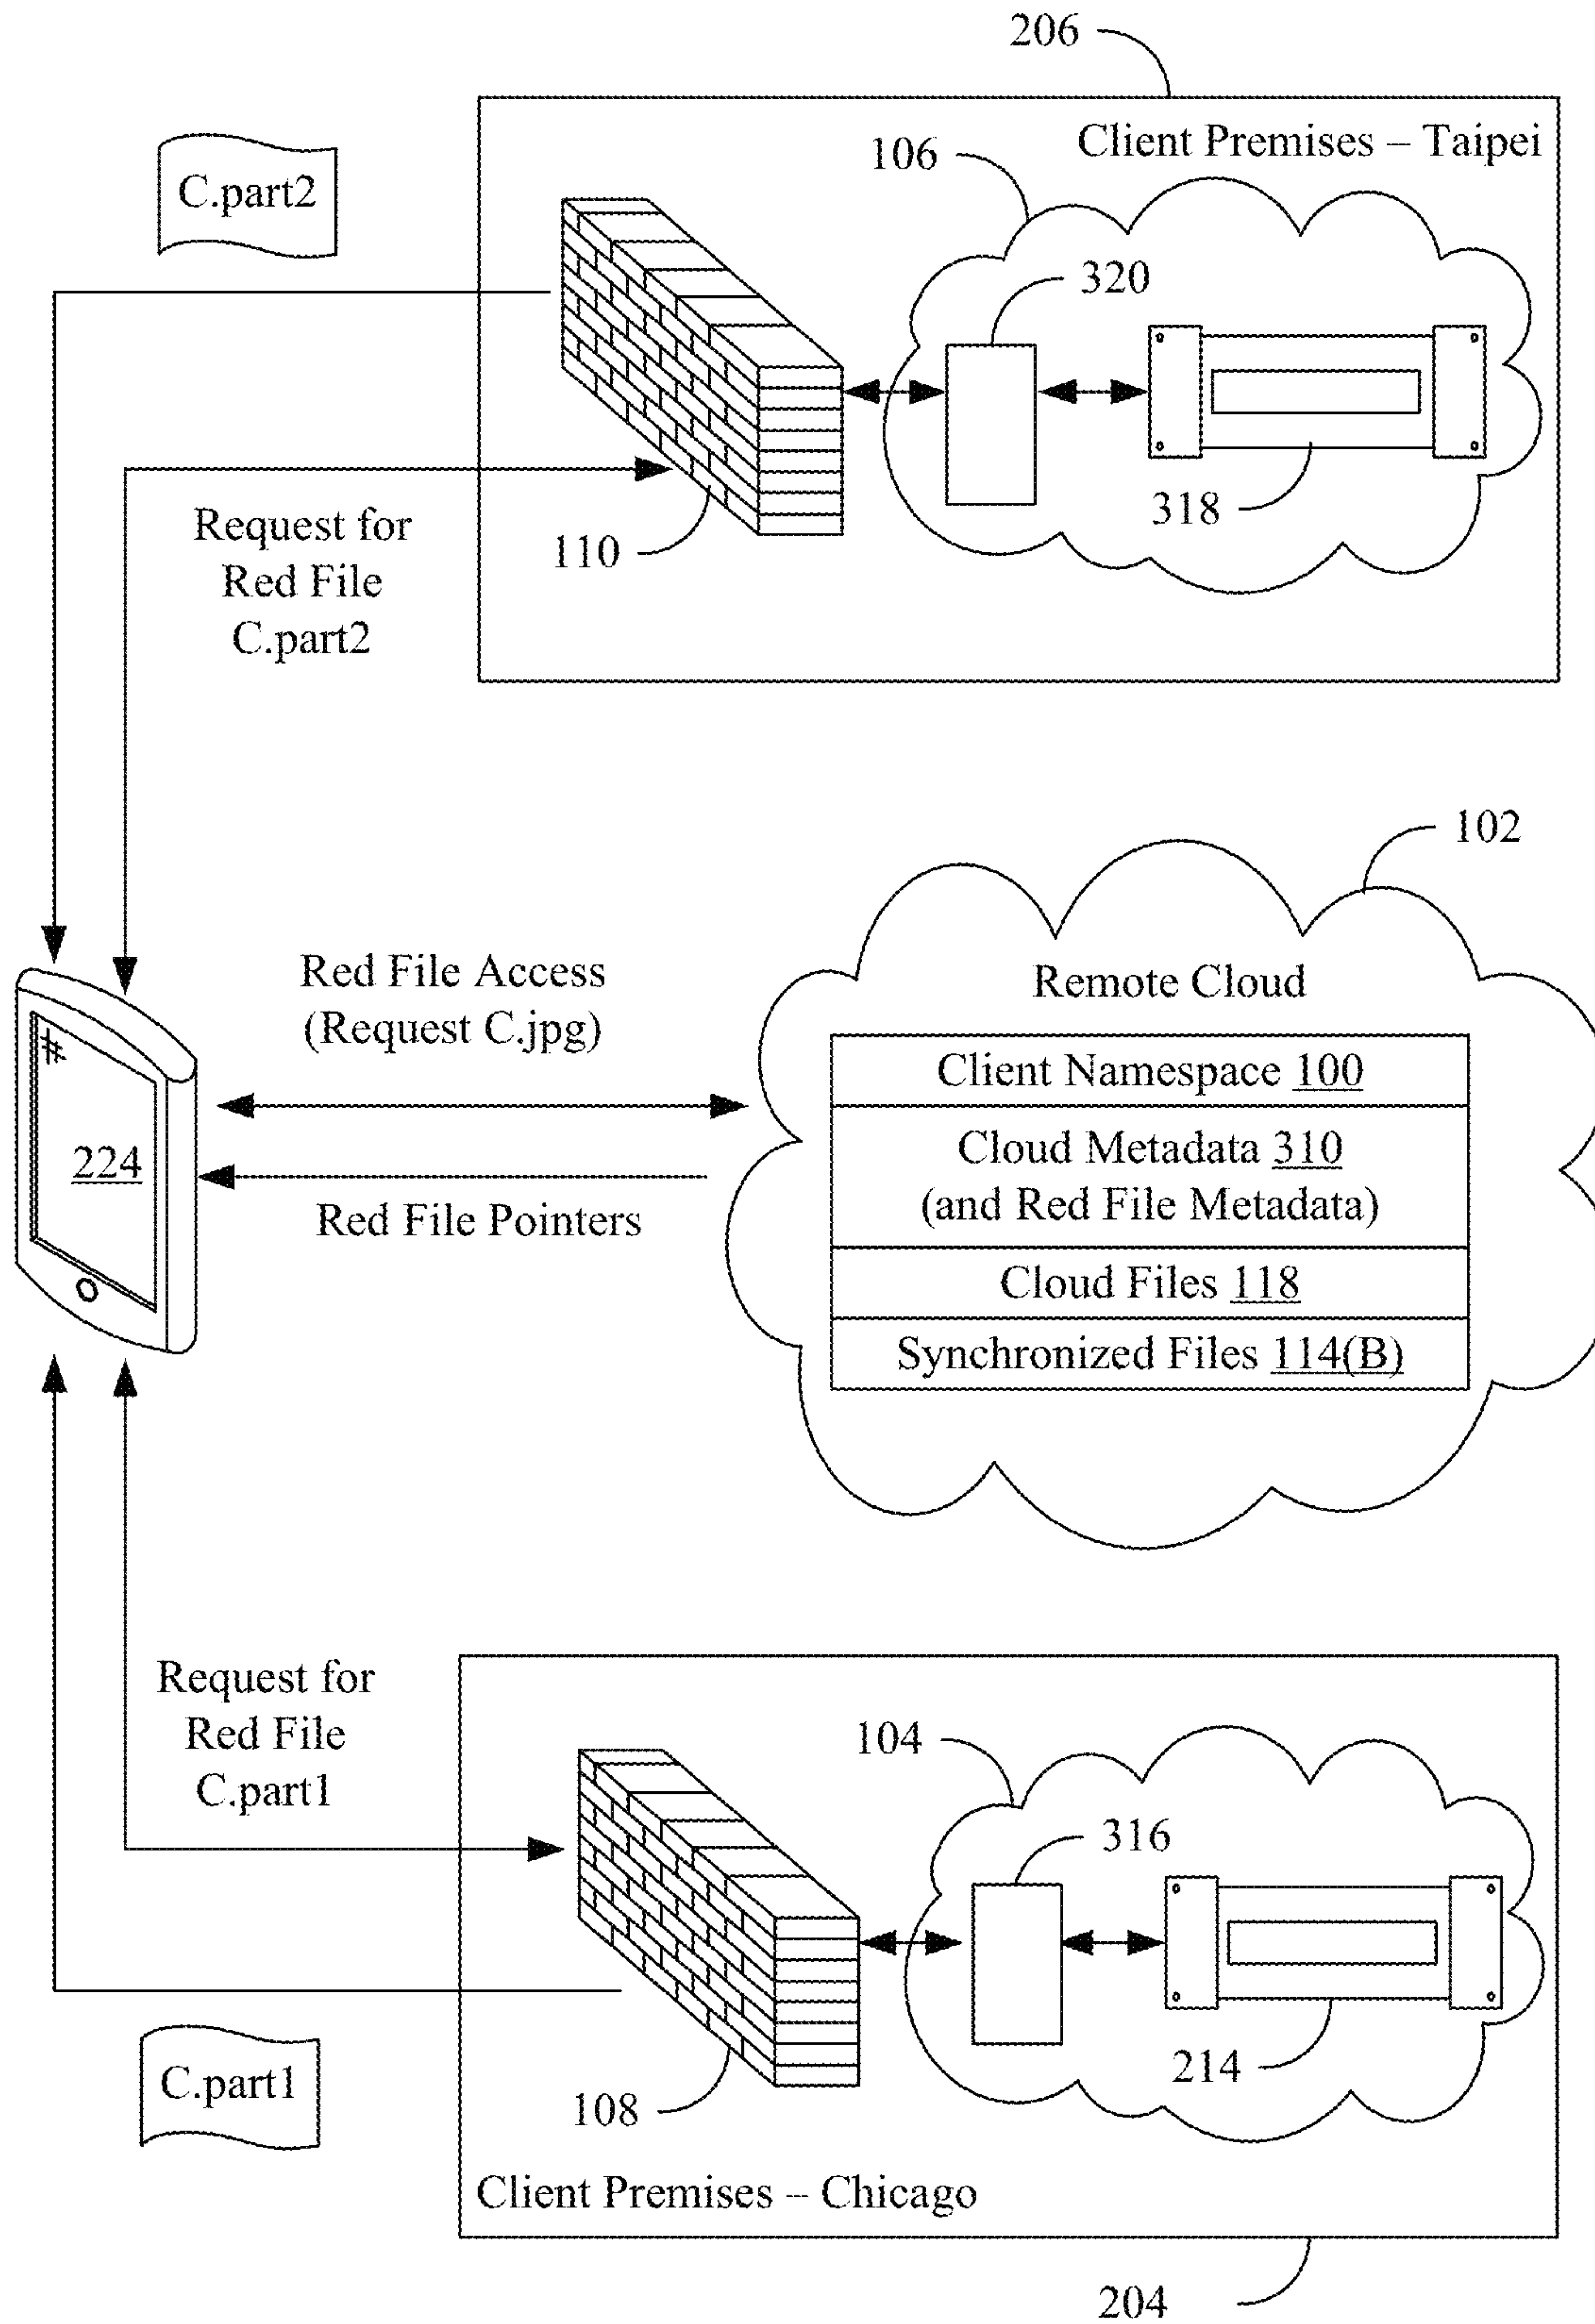 206
Client Premises – Taipei
106
C.part2
320
318
110
Request for
Red File
C.part2
102
Remote Cloud
Red File Access
(Request C.jpg)
Client Namespace 100
Cloud Metadata 310
(and Red File Metadata)
224
Red File Pointers
Cloud Files 118
Synchronized Files 114(B)
Request for
Red File
C.part1
104
316
214
C.part1
108
Client Premises – Chicago
204